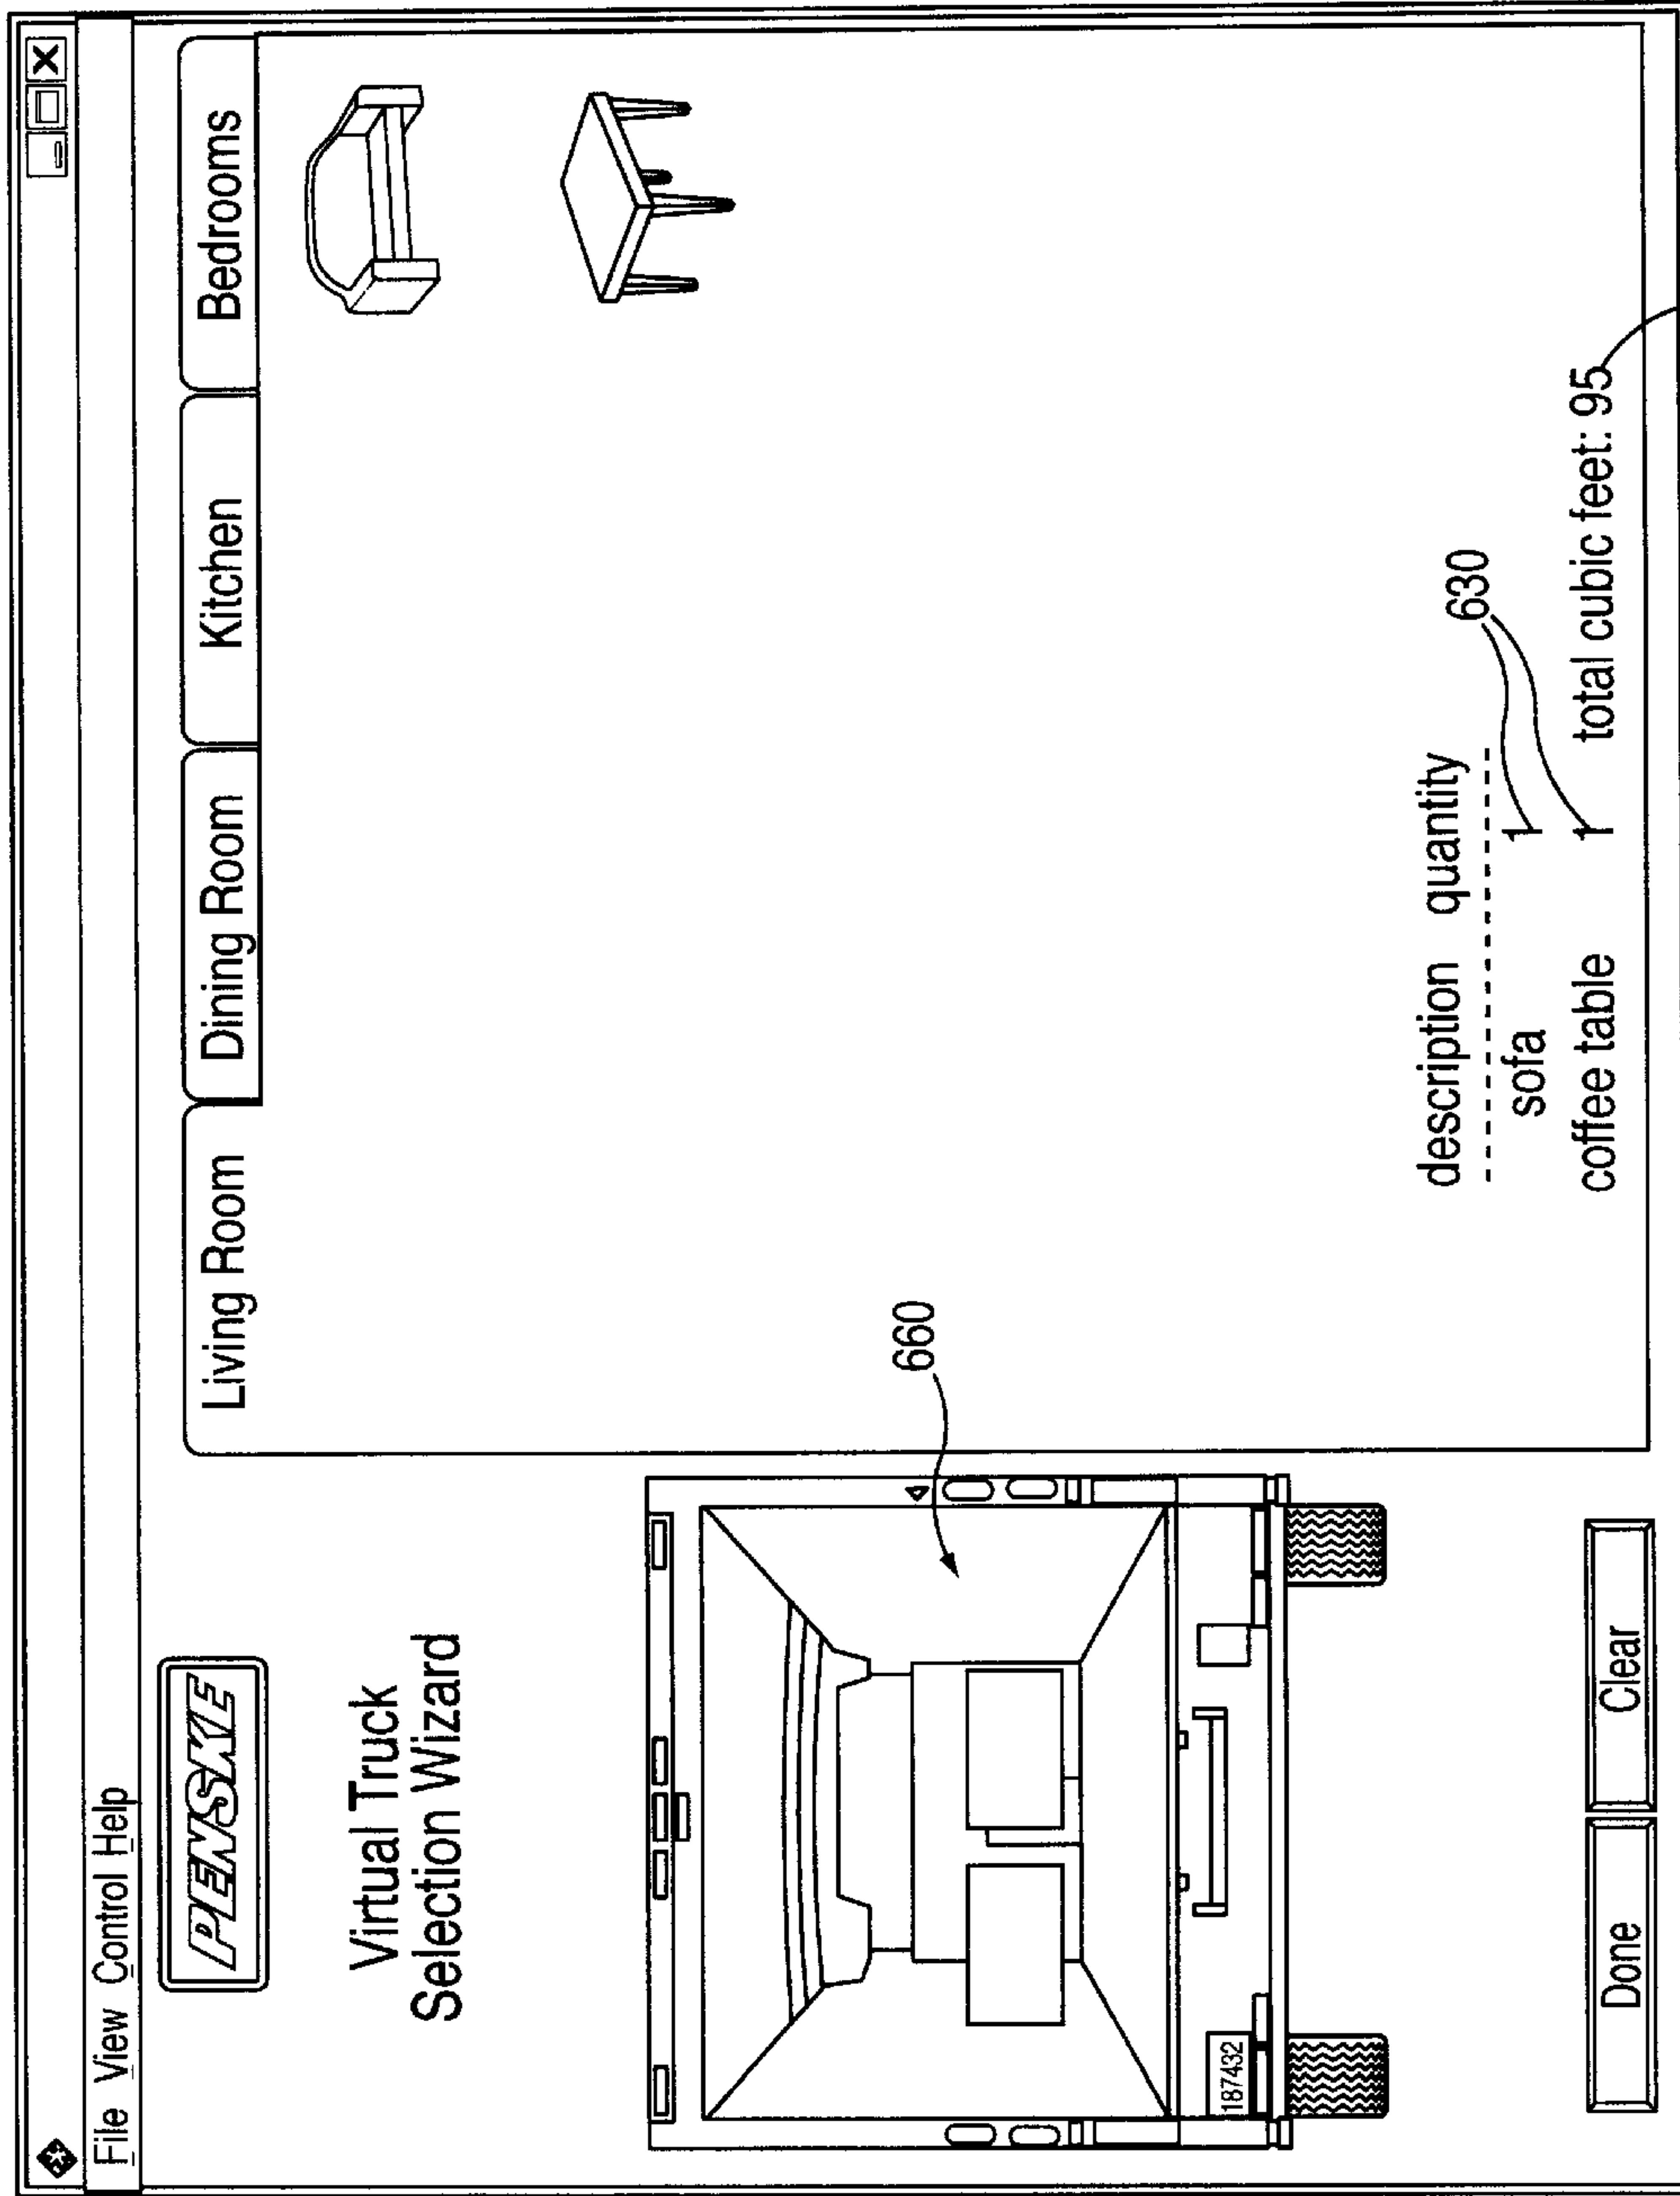 File View Control Help
PENSKE
Virtual Truck
Selection Wizard
187432
660
Done
Clear
Living Room
Dining Room
Kitchen
Bedrooms
description quantity
sofa 1
coffee table 1
630
total cubic feet: 95